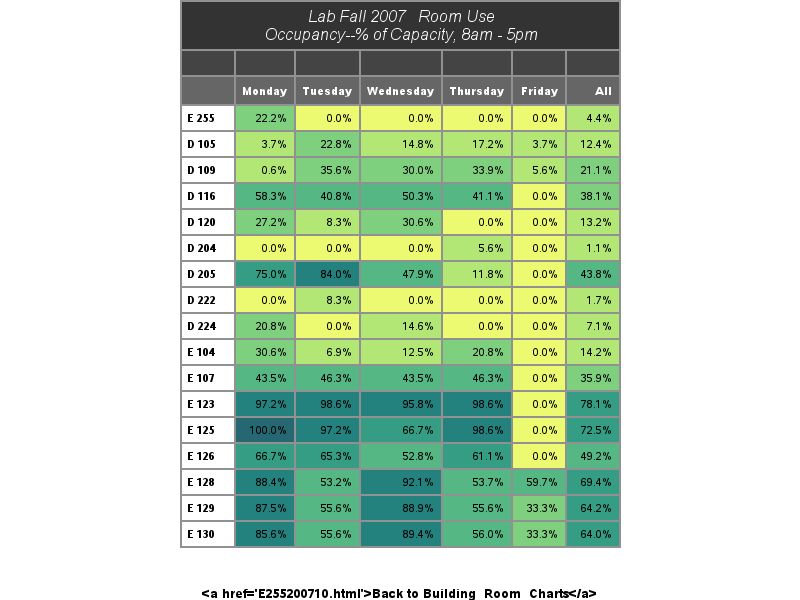 Lab Fall 2007 Room Use
Occupancy--% of Capacity, 8am - 5pm
Monday Tuesday Wednesday Thursday Friday All
E 255 22.2% 0.0% 0.0% 0.0% 0.0% 4.4%
D 105 3.7% 22.8% 14.8% 17.2% 3.7% 12.4%
D 109 0.6% 35.6% 30.0% 33.9% 5.6% 21.1%
D 116 58.3% 40.8% 50.3% 41.1% 0.0% 38.1%
D 120 27.2% 8.3% 30.6% 0.0% 0.0% 13.2%
D 204 0.0% 0.0% 0.0% 5.6% 0.0% 1.1%
D 205 75.0% 84.0% 47.9% 11.8% 0.0% 43.8%
D 222 0.0% 8.3% 0.0% 0.0% 0.0% 1.7%
D 224 20.8% 0.0% 14.6% 0.0% 0.0% 7.1%
E 104 30.6% 6.9% 12.5% 20.8% 0.0% 14.2%
E 107 43.5% 46.3% 43.5% 46.3% 0.0% 35.9%
E 123 97.2% 98.6% 95.8% 98.6% 0.0% 78.1%
E 125 100.0% 97.2% 66.7% 98.6% 0.0% 72.5%
E 126 66.7% 65.3% 52.8% 61.1% 0.0% 49.2%
E 128 88.4% 53.2% 92.1% 53.7% 59.7% 69.4%
E 129 87.5% 55.6% 88.9% 55.6% 33.3% 64.2%
E 130 85.6% 55.6% 89.4% 56.0% 33.3% 64.0%
<a href='E255200710.html'>Back to Building_Room_Charts</a>